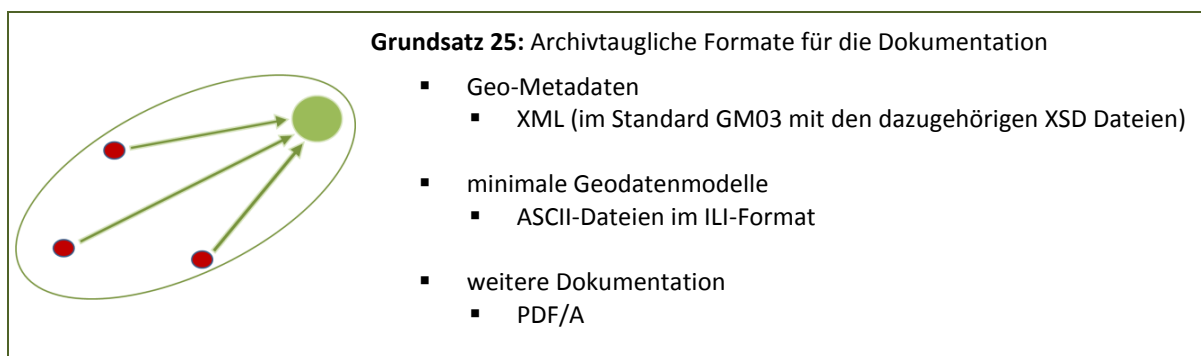 Grundsatz 25: Archivtaugliche Formate für die Dokumentation
▪ Geo-Metadaten
▪ XML (im Standard GM03 mit den dazugehörigen XSD Dateien)
▪ minimale Geodatenmodelle
▪ ASCII-Dateien im ILI-Format
▪ weitere Dokumentation
▪ PDF/A